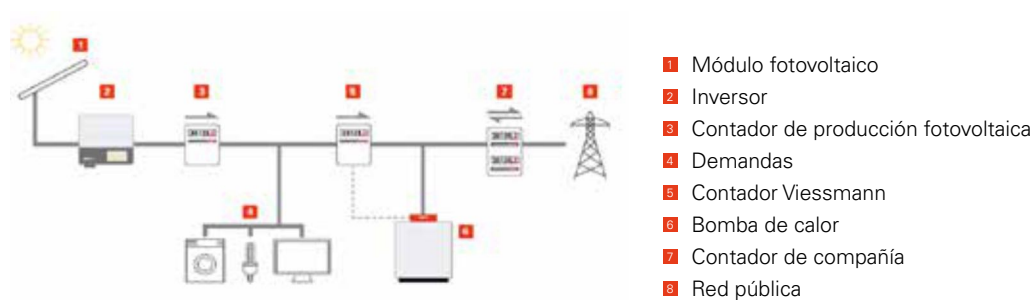 1
2
3
5
7
8
4
6
1 Módulo fotovoltaico
2 Inversor
3 Contador de producción fotovoltaica
4 Demandas
5 Contador Viessmann
6 Bomba de calor
7 Contador de compañía
8 Red pública